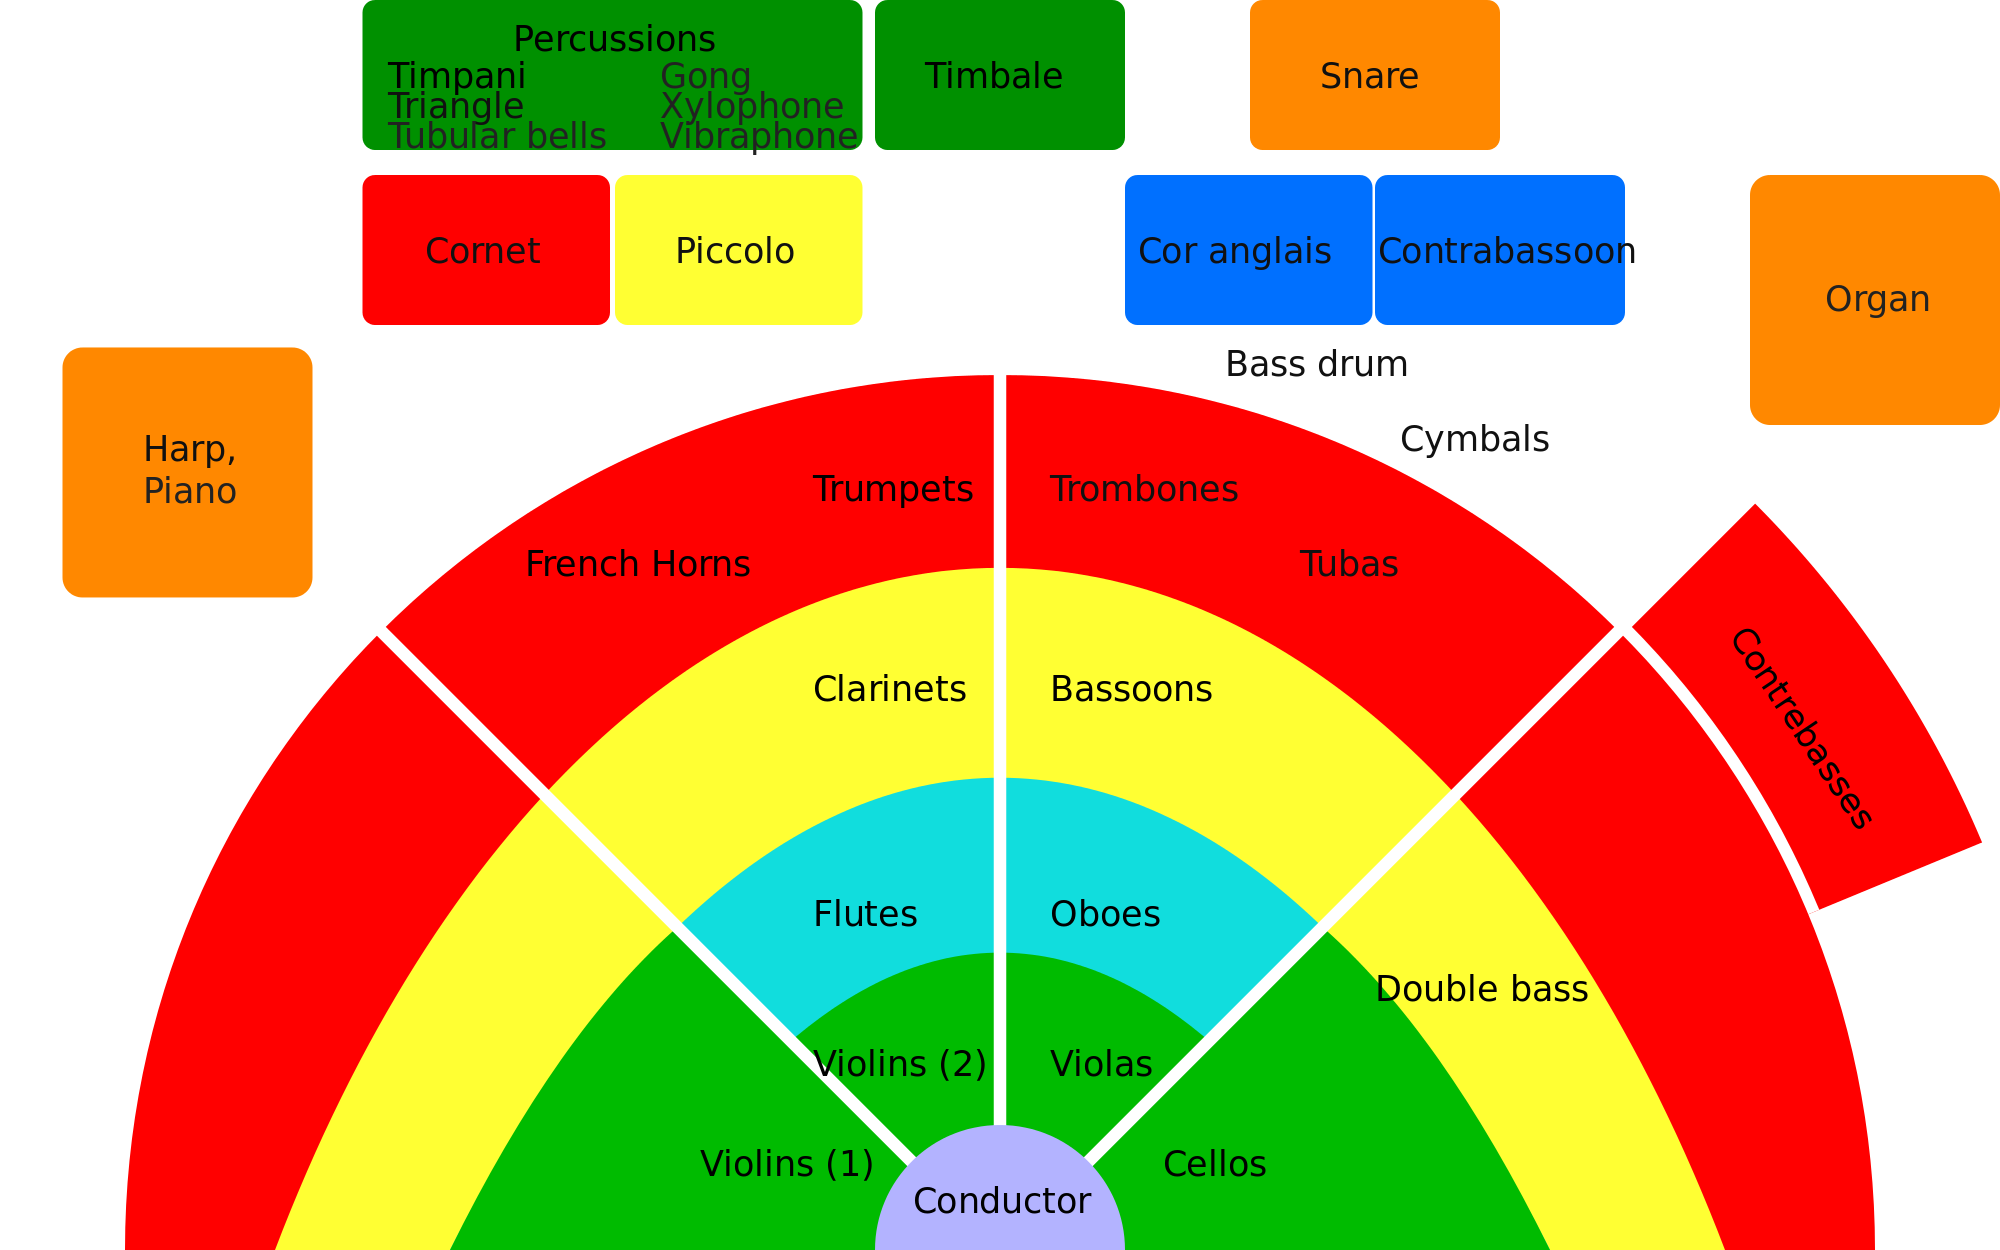 Percussions
Timpani
Triangle
Tubular bells
Gong
Xylophone
Vibraphone
Timbale
Snare
Cornet
Piccolo
Cor anglais
Contrabassoon
Organ
Bass drum
Cymbals
Harp,
Piano
Trumpets
Trombones
French Horns
Tubas
Contrebasses
Clarinets
Bassoons
Flutes
Oboes
Double bass
Violins (2)
Violas
Violins (1)
Cellos
Conductor